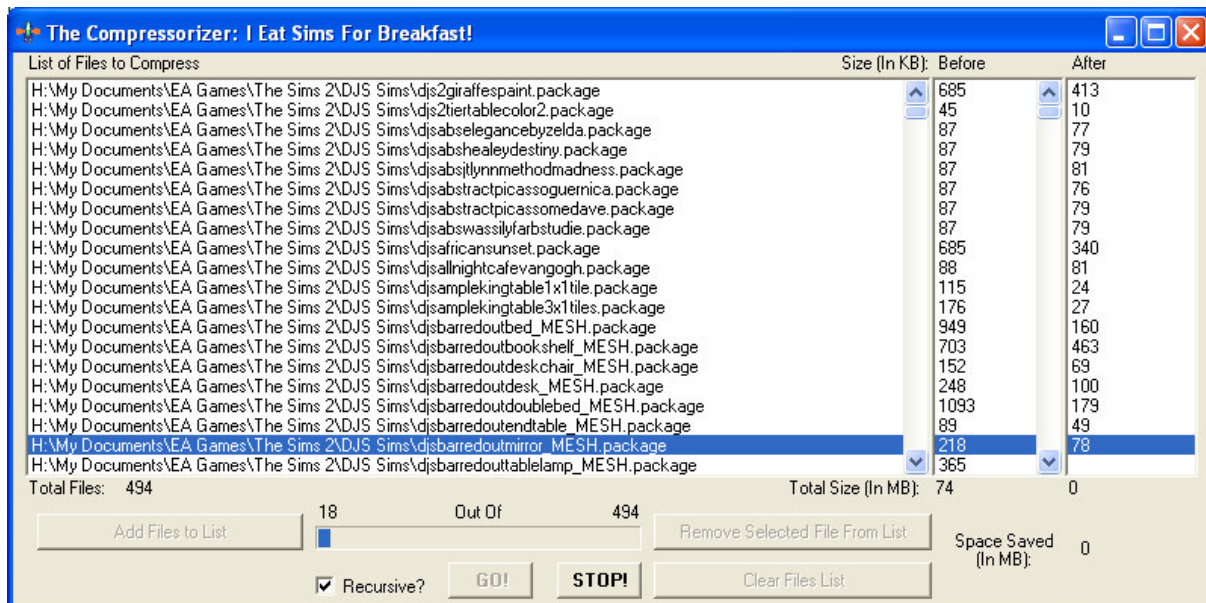 The Compressorizer: I Eat Sims For Breakfast!
List of Files to Compress Size (In KB): Before After
H:\My Documents\EA Games\The Sims 2\DJS Sims\djs2giraffespaint.package 685 413
H:\My Documents\EA Games\The Sims 2\DJS Sims\djs2tiertablecolor2.package 45 10
H:\My Documents\EA Games\The Sims 2\DJS Sims\djsabselegancebyzelda.package 87 77
H:\My Documents\EA Games\The Sims 2\DJS Sims\djsabshealeydestiny.package 87 79
H:\My Documents\EA Games\The Sims 2\DJS Sims\djsabsjtlynnmethodmadness.package 87 81
H:\My Documents\EA Games\The Sims 2\DJS Sims\djsabstractpicassoguernica.package 87 76
H:\My Documents\EA Games\The Sims 2\DJS Sims\djsabstractpicassomedave.package 87 79
H:\My Documents\EA Games\The Sims 2\DJS Sims\djsabswassilyfarbstudie.package 87 79
H:\My Documents\EA Games\The Sims 2\DJS Sims\djsafricansunset.package 685 340
H:\My Documents\EA Games\The Sims 2\DJS Sims\djsallnightcafevangogh.package 88 81
H:\My Documents\EA Games\The Sims 2\DJS Sims\djsamplekingtable1x1tile.package 115 24
H:\My Documents\EA Games\The Sims 2\DJS Sims\djsamplekingtable3x1tiles.package 176 27
H:\My Documents\EA Games\The Sims 2\DJS Sims\djsbarredoutbed_MESH.package 949 160
H:\My Documents\EA Games\The Sims 2\DJS Sims\djsbarredoutbookshelf_MESH.package 703 463
H:\My Documents\EA Games\The Sims 2\DJS Sims\djsbarredoutdeskchair_MESH.package 152 69
H:\My Documents\EA Games\The Sims 2\DJS Sims\djsbarredoutdesk_MESH.package 248 100
H:\My Documents\EA Games\The Sims 2\DJS Sims\djsbarredoutdoublebed_MESH.package 1093 179
H:\My Documents\EA Games\The Sims 2\DJS Sims\djsbarredoutendtable_MESH.package 89 49
H:\My Documents\EA Games\The Sims 2\DJS Sims\djsbarredoutmirror_MESH.package 218 78
H:\My Documents\EA Games\The Sims 2\DJS Sims\djsbarredouttablelamp_MESH.package 365
Total Files: 494 Total Size (In MB): 74 0
18 Out Of 494
Add Files to List Remove Selected File From List Space Saved (In MB): 0
Recursive? GO! STOP! Clear Files List